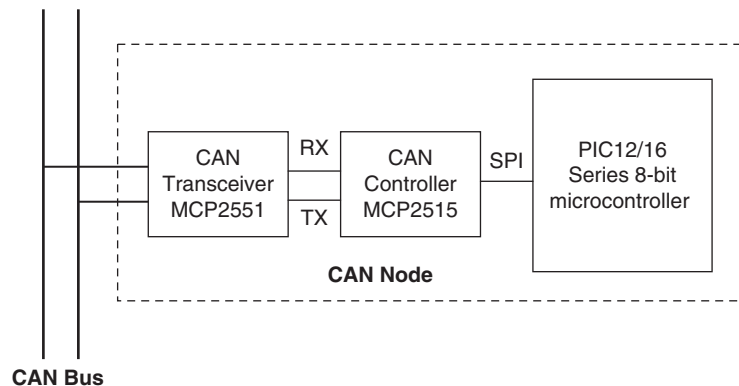 CAN
Transceiver
MCP2551
RX
TX
CAN
Controller
MCP2515
SPI
PIC12/16
Series 8-bit
microcontroller
CAN Node
CAN Bus